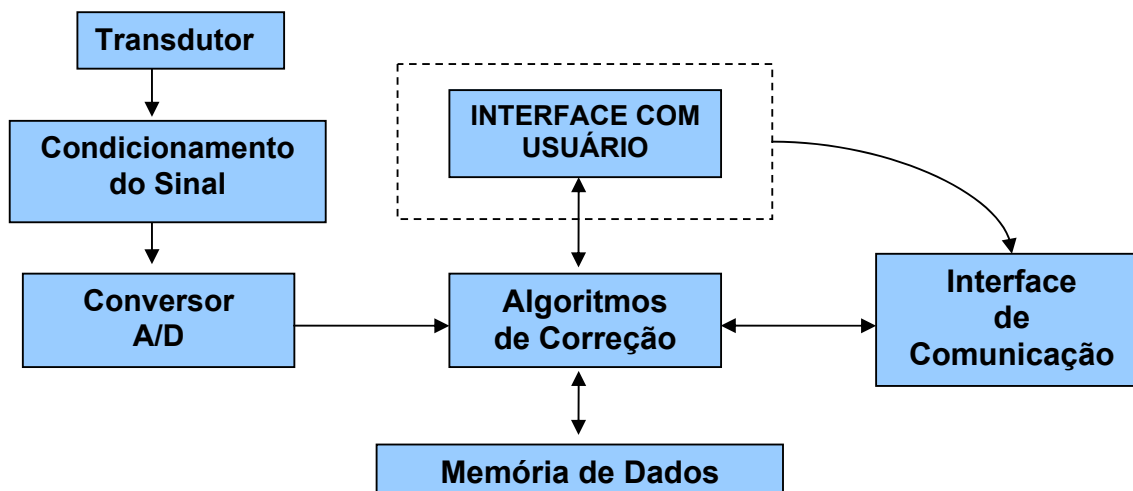 Transdutor
Condicionamento
do Sinal
Conversor
A/D
INTERFACE COM
USUÁRIO
Algoritmos
de Correção
Interface
de
Comunicação
Memória de Dados